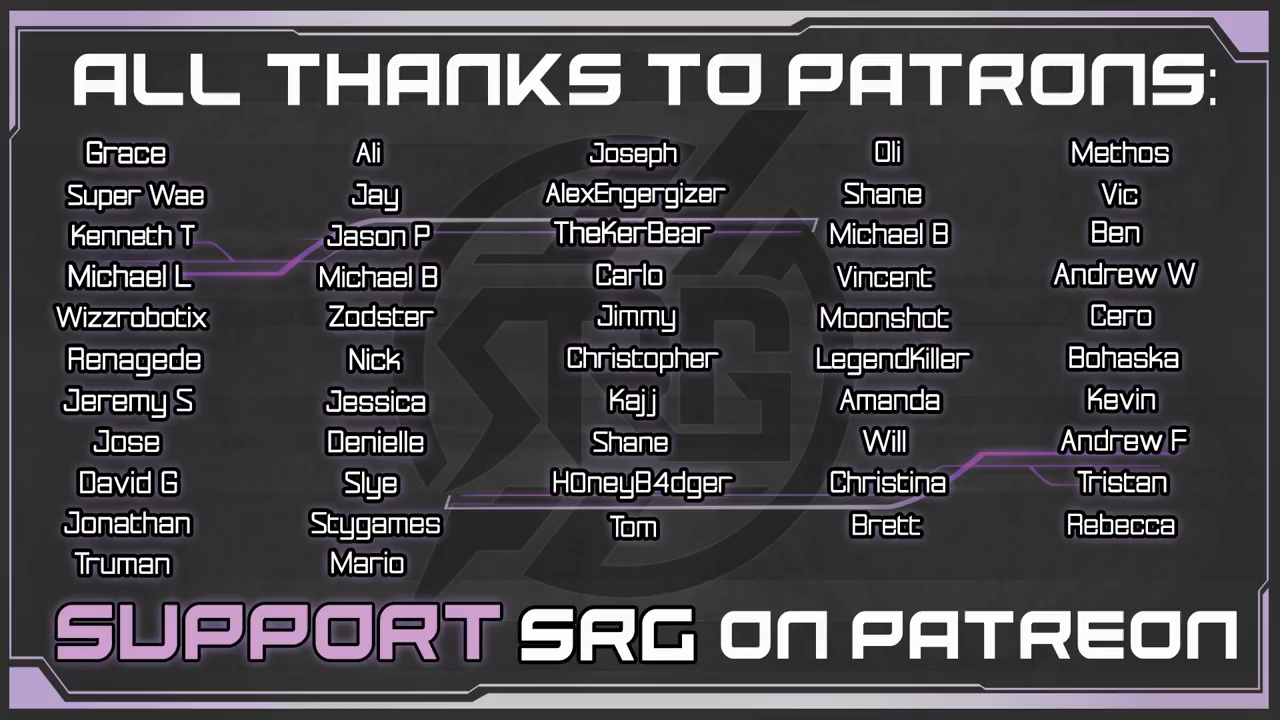 ALL THANKS TO PATRONS:
Grace
Super Wae
Kenneth T
Michael L
Wizzrobotix
Renagede
Jeremy S
Jose
David G
Jonathan
Truman
Ali
Jay
Jason P
Michael B
Zodster
Nick
Jessica
Denielle
Slye
Stygames
Mario
Joseph
AlexEngergizer
TheKerBear
Carlo
Jimmy
Christopher
Kajj
Shane
H0neyB4dger
Tom
Oli
Shane
Michael B
Vincent
Moonshot
LegendKiller
Amanda
Will
Christina
Brett
Methos
Vic
Ben
Andrew W
Cero
Bohaska
Kevin
Andrew F
Tristan
Rebecca
SRG
SUPPORT SRG ON PATREON